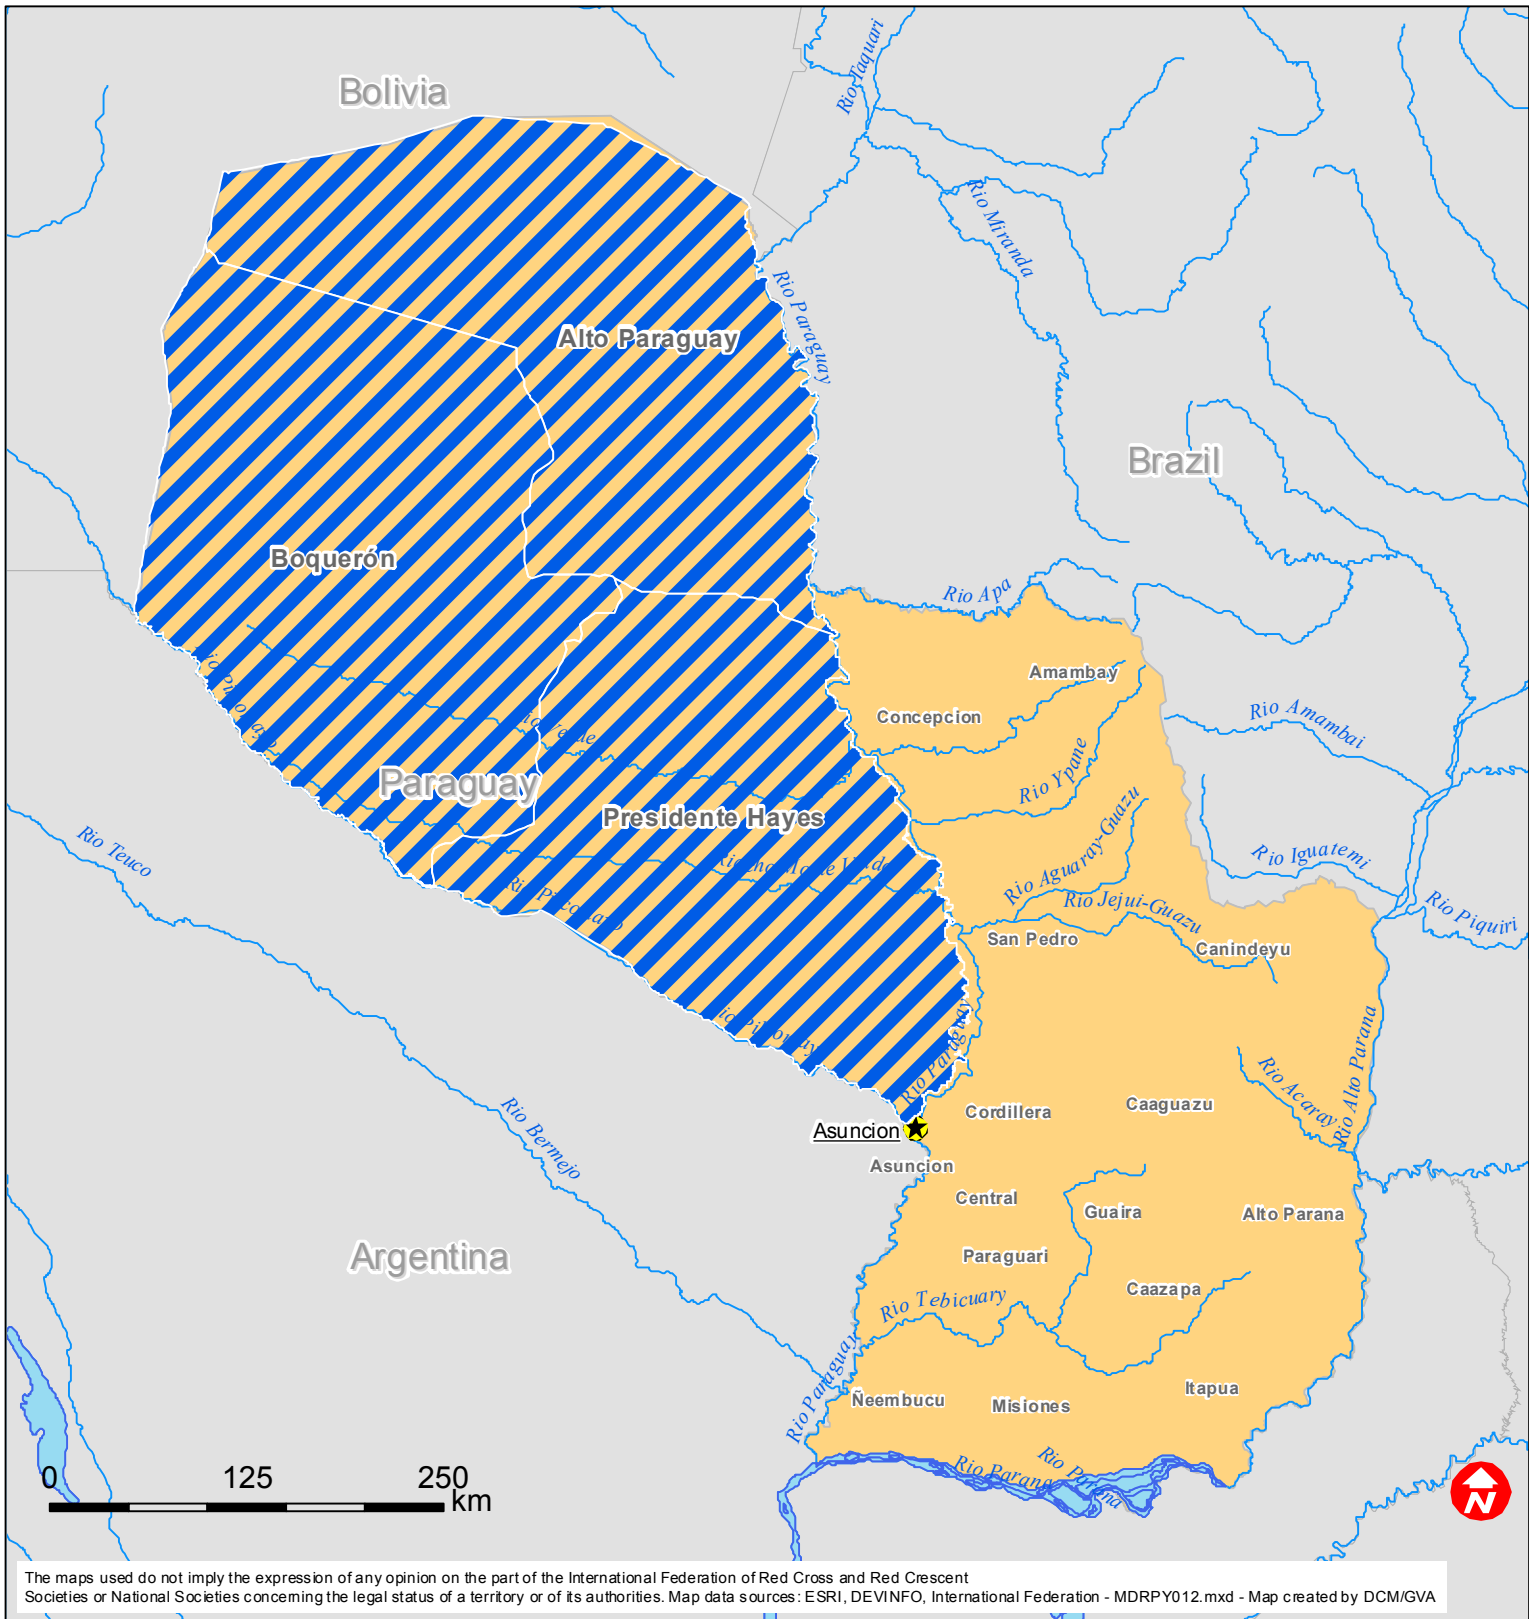 Bolivia
Rio Taquari
Rio Miranda
Rio Paraguay
Alto Paraguay
Brazil
Boquerón
Rio Apa
Amambay
Concepcion
Rio Amambai
Rio Ypane
Paraguay
Presidente Hayes
Rio Teuco
Rio Aguaray-Guazu
Rio Iguatemi
Rio Jejui-Guazu
Rio Piquiri
San Pedro
Canindeyu
Rio Paraguay
Rio Alto Parana
Rio Acaray
Rio Bermejo
Cordillera
Caaguazu
Asuncion
Asuncion
Central
Guaira
Alto Parana
Argentina
Paraguari
Caazapa
Rio Tebicuary
Rio Paraguay
Ñeembucu
Misiones
Itapua
Rio Parana
Rio Parana
0 125 250
km
N
The maps used do not imply the expression of any opinion on the part of the International Federation of Red Cross and Red Crescent
Societies or National Societies concerning the legal status of a territory or of its authorities. Map data sources: ESRI, DEVINFO, International Federation - MDRPY012.mxd - Map created by DCM/GVA